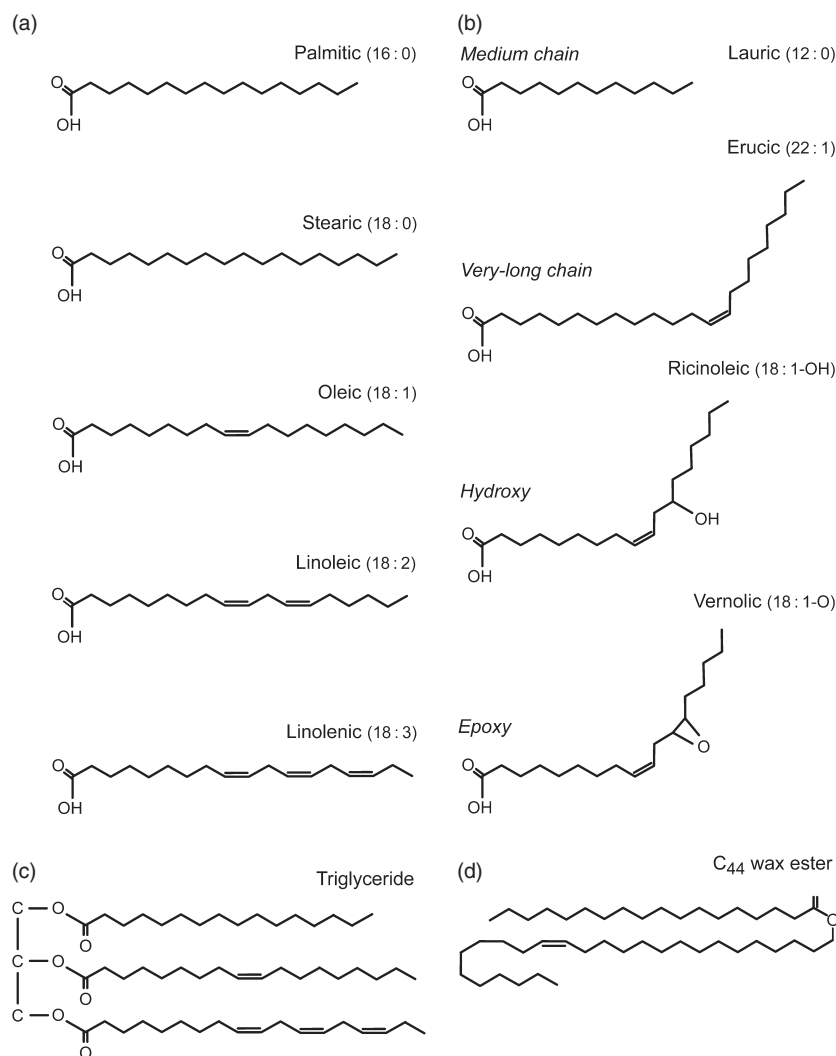 (a)
Palmitic (16 : 0)
O
OH
Stearic (18 : 0)
O
OH
Oleic (18 : 1)
O
OH
Linoleic (18 : 2)
O
OH
Linolenic (18 : 3)
O
OH
(b)
Medium chain
Lauric (12 : 0)
O
OH
Erucic (22 : 1)
Very-long chain
O
OH
Ricinoleic (18 : 1-OH)
Hydroxy
OH
O
OH
Vernolic (18 : 1-O)
Epoxy
O
O
OH
(c)
Triglyceride
C O
O
C O
O
C O
O
(d)
C44 wax ester
O